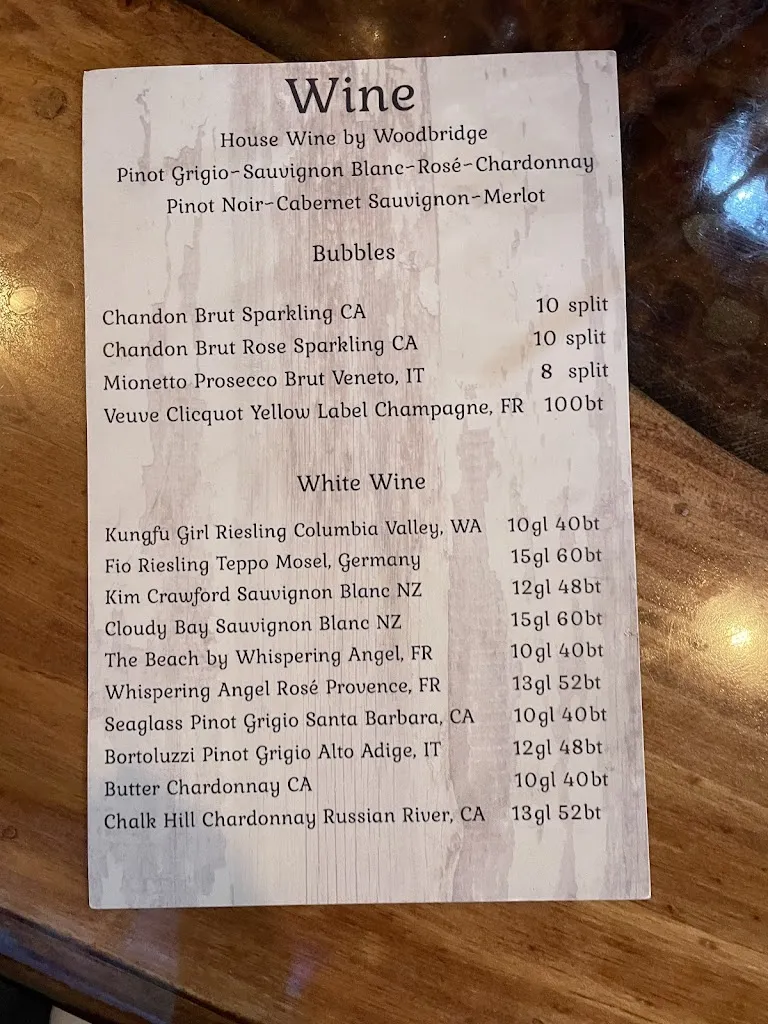 Wine
House Wine by Woodbridge
Pinot Grigio-Sauvignon Blanc-Rosé-Chardonnay
Pinot Noir-Cabernet Sauvignon-Merlot
Bubbles
Chandon Brut Sparkling CA 10 split
Chandon Brut Rose Sparkling CA 10 split
Mionetto Prosecco Brut Veneto, IT 8 split
Veuve Clicquot Yellow Label Champagne, FR 100bt
White Wine
Kungfu Girl Riesling Columbia Valley, WA 10gl 40bt
Fio Riesling Teppo Mosel, Germany 15gl 60bt
Kim Crawford Sauvignon Blanc NZ 12gl 48bt
Cloudy Bay Sauvignon Blanc NZ 15gl 60bt
The Beach by Whispering Angel, FR 10gl 40bt
Whispering Angel Rosé Provence, FR 13gl 52bt
Seaglass Pinot Grigio Santa Barbara, CA 10gl 40bt
Bortoluzzi Pinot Grigio Alto Adige, IT 12gl 48bt
Butter Chardonnay CA 10gl 40bt
Chalk Hill Chardonnay Russian River, CA 13gl 52bt